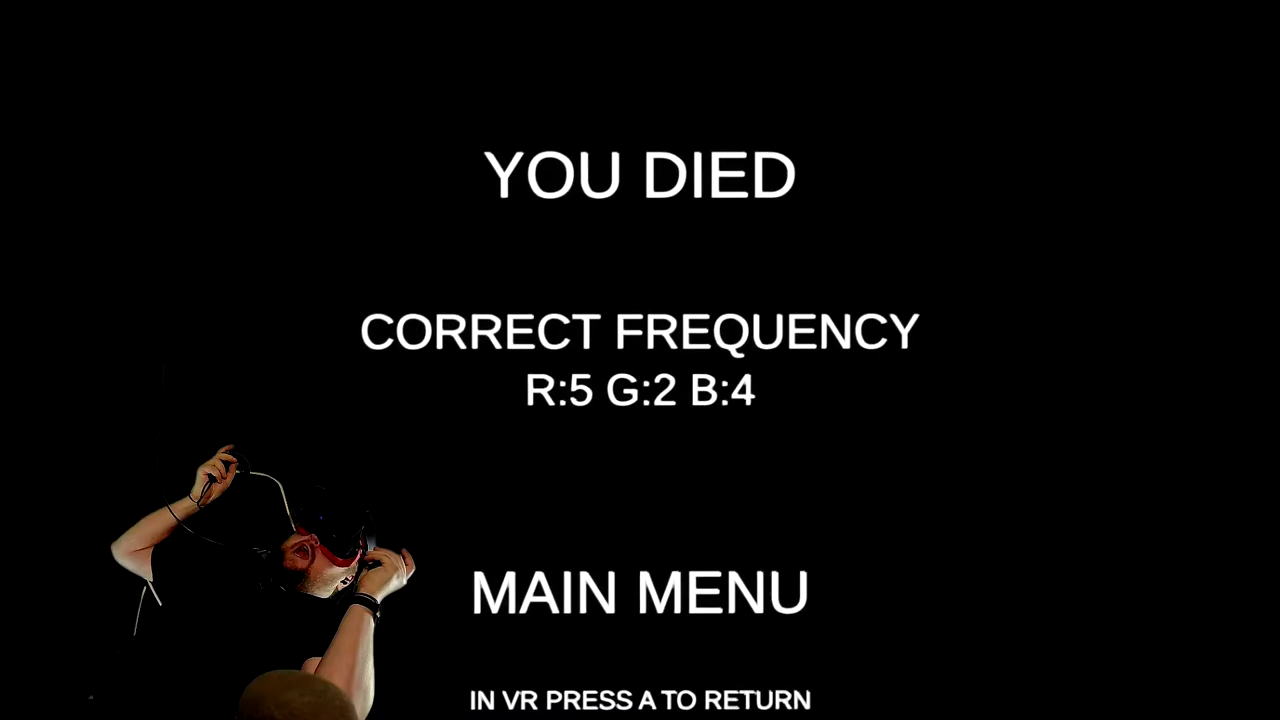 YOU DIED
CORRECT FREQUENCY
R:5 G:2 B:4
MAIN MENU
IN VR PRESS A TO RETURN